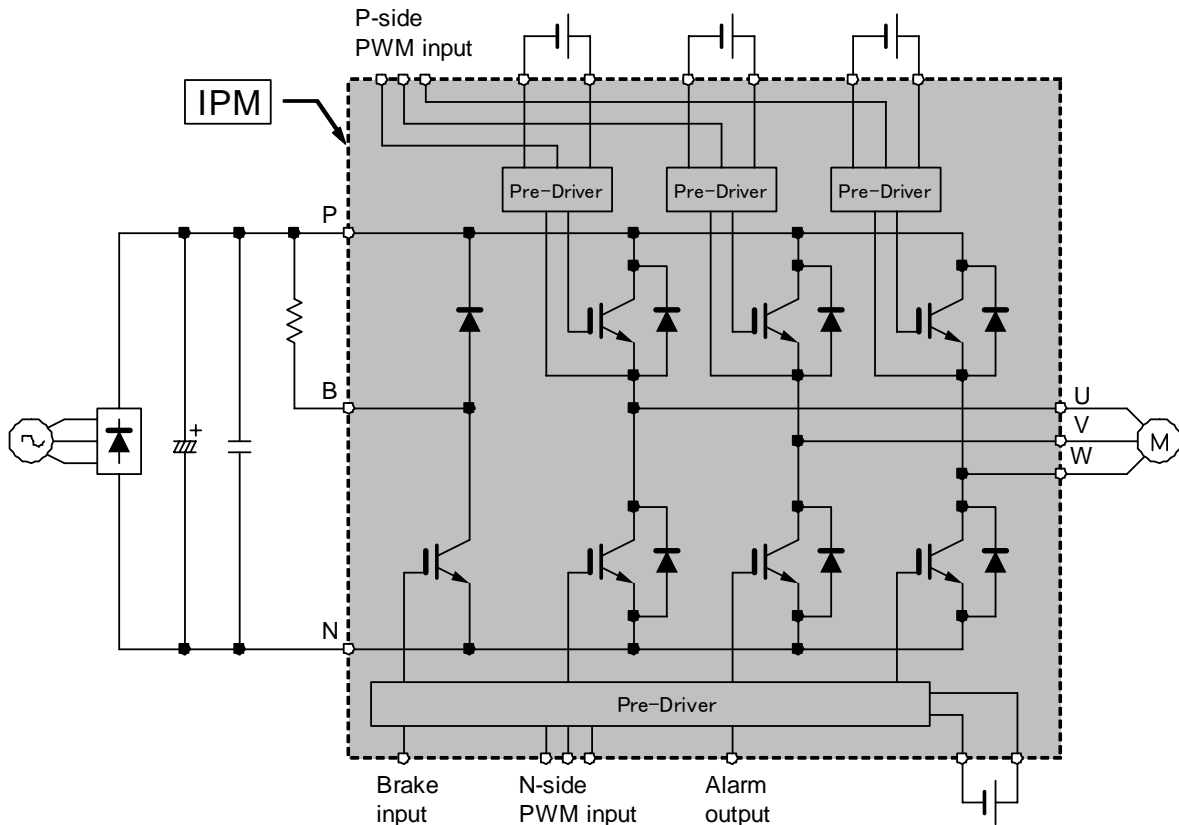 P-side
PWM input
IPM
Pre-Driver
Pre-Driver
Pre-Driver
P
B
U
V
W
M
+
N
Pre-Driver
Brake
input
N-side
PWM input
Alarm
output